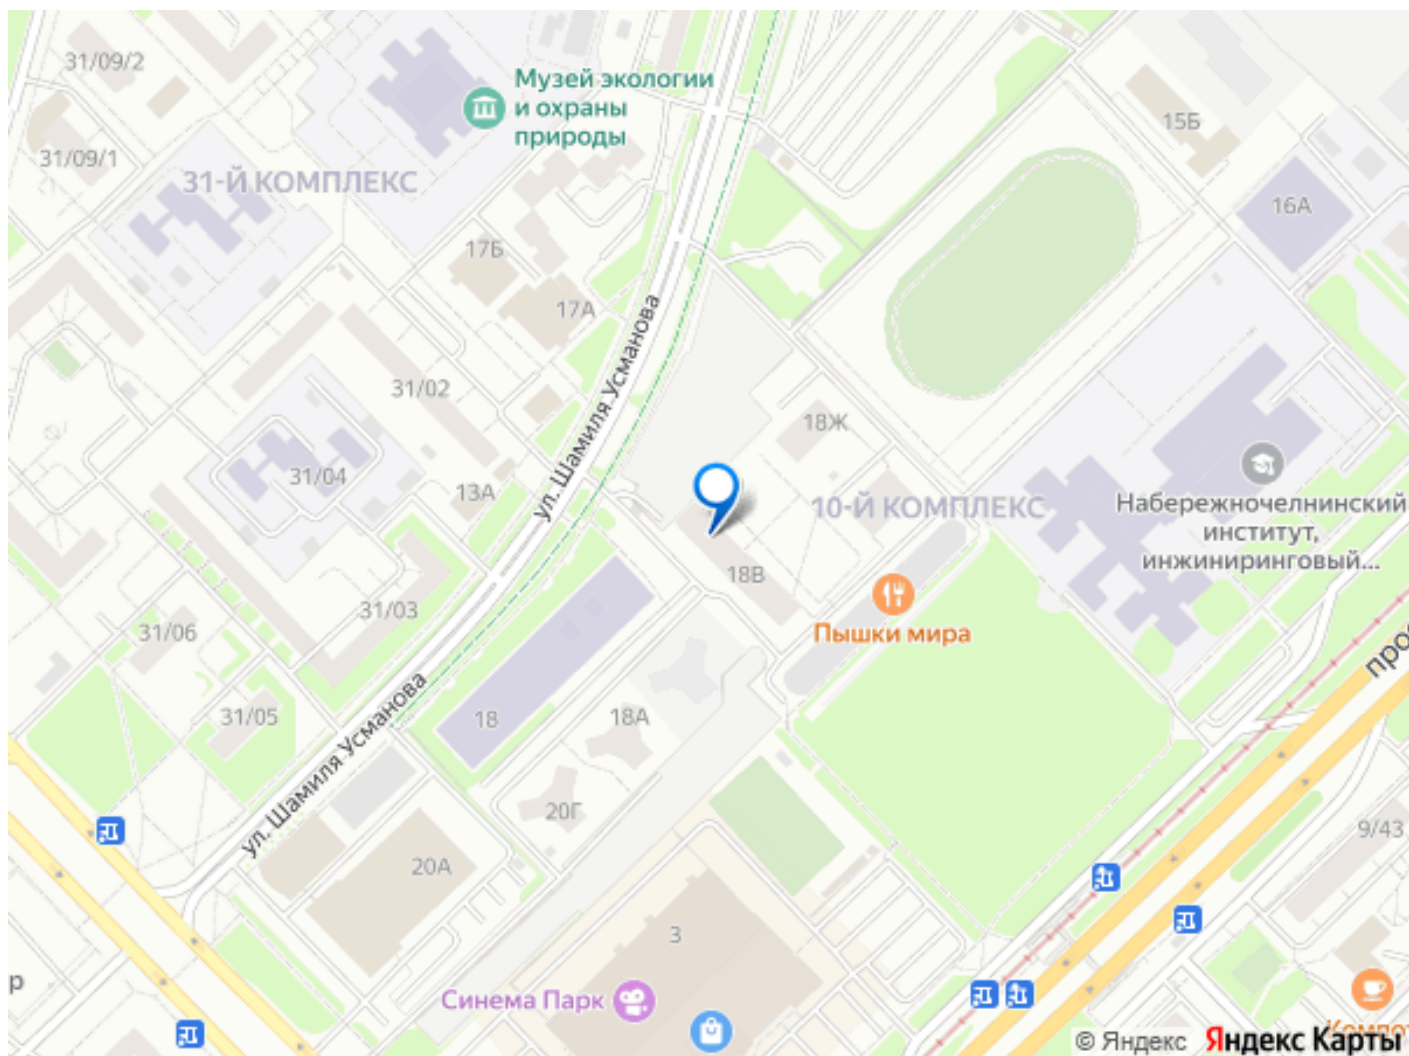 31/09/2
Музей экологии
и охраны
природы
15Б
31/09/1
31-Й КОМПЛЕКС
16А
17Б
17А
ул. Шамиля Усманова
31/02
18Ж
31/04
13А
10-Й КОМПЛЕКС
Набережночелнинский
институт,
инжиниринговый...
18В
31/03
31/06
Пышки мира
31/05
18
18А
ул. Шамиля Усманова
20Г
20А
9/43
3
Синема Парк
© Яндекс Яндекс Карты